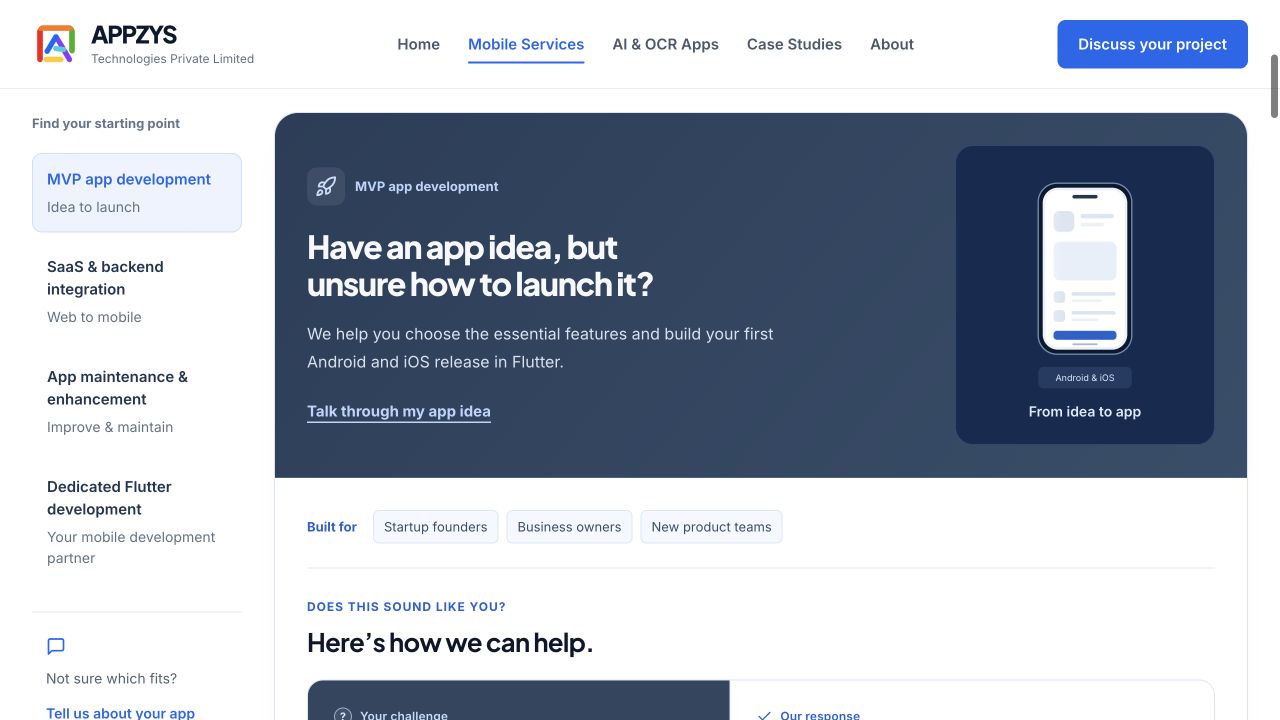 APPZYS
Technologies Private Limited
Home
Mobile Services
AI & OCR Apps
Case Studies
About
Discuss your project
Find your starting point
MVP app development
Idea to launch
SaaS & backend
integration
Web to mobile
App maintenance &
enhancement
Improve & maintain
Dedicated Flutter
development
Your mobile development
partner
Not sure which fits?
Tell us about your app
MVP app development
Have an app idea, but
unsure how to launch it?
We help you choose the essential features and build your first
Android and iOS release in Flutter.
Talk through my app idea
Android & iOS
From idea to app
Built for
Startup founders
Business owners
New product teams
DOES THIS SOUND LIKE YOU?
Here’s how we can help.
? Your challenge
Our response